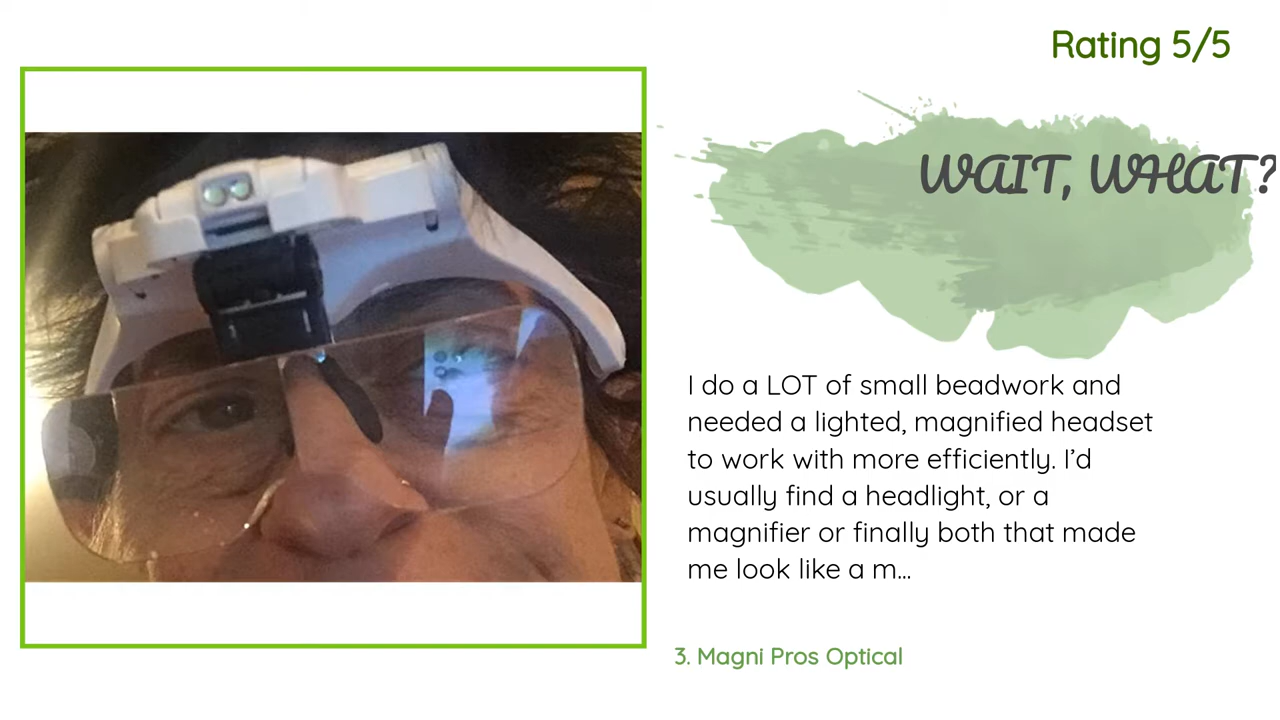 Rating 5/5
WAIT, WHAT?
I do a LOT of small beadwork and
needed a lighted, magnified headset
to work with more efficiently. I’d
usually find a headlight, or a
magnifier or finally both that made
me look like a m...
3. Magni Pros Optical